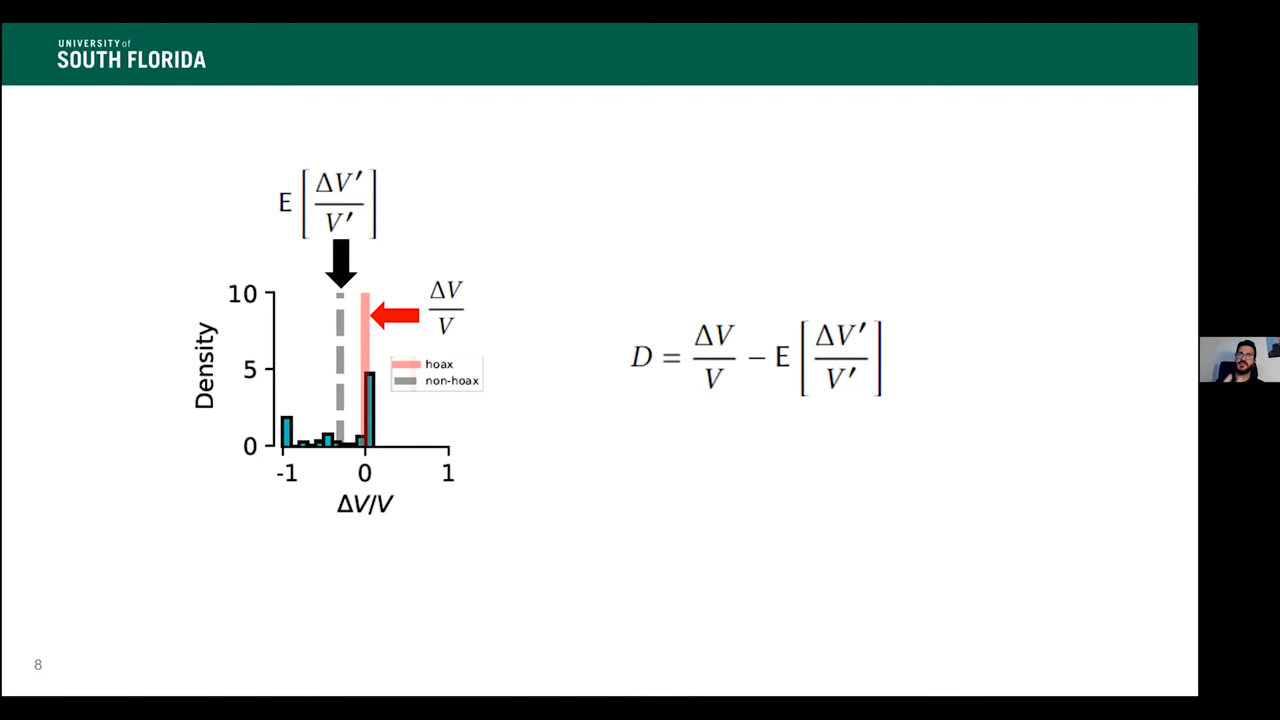 UNIVERSITY of
SOUTH FLORIDA
E [ΔV′ / V′]
ΔV / V
10
5
0
Density
hoax
non-hoax
-1 0 1
ΔV/V
D = ΔV / V − E [ΔV′ / V′]
8